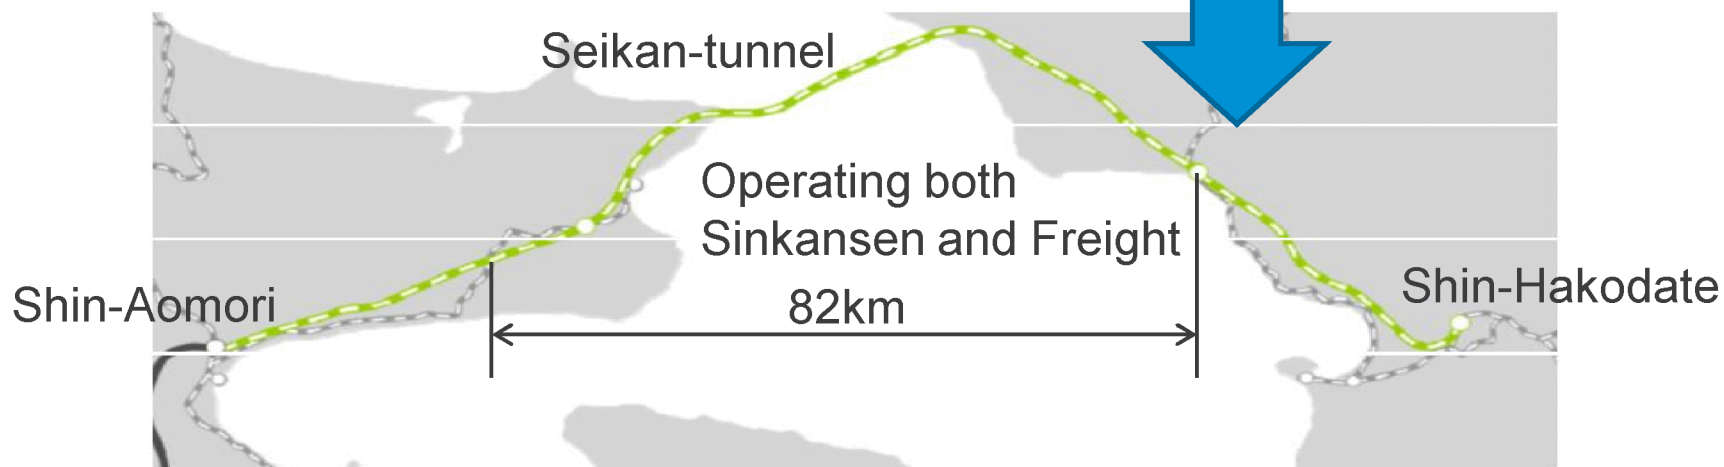 Seikan-tunnel
Operating both
Sinkansen and Freight
Shin-Aomori
82km
Shin-Hakodate